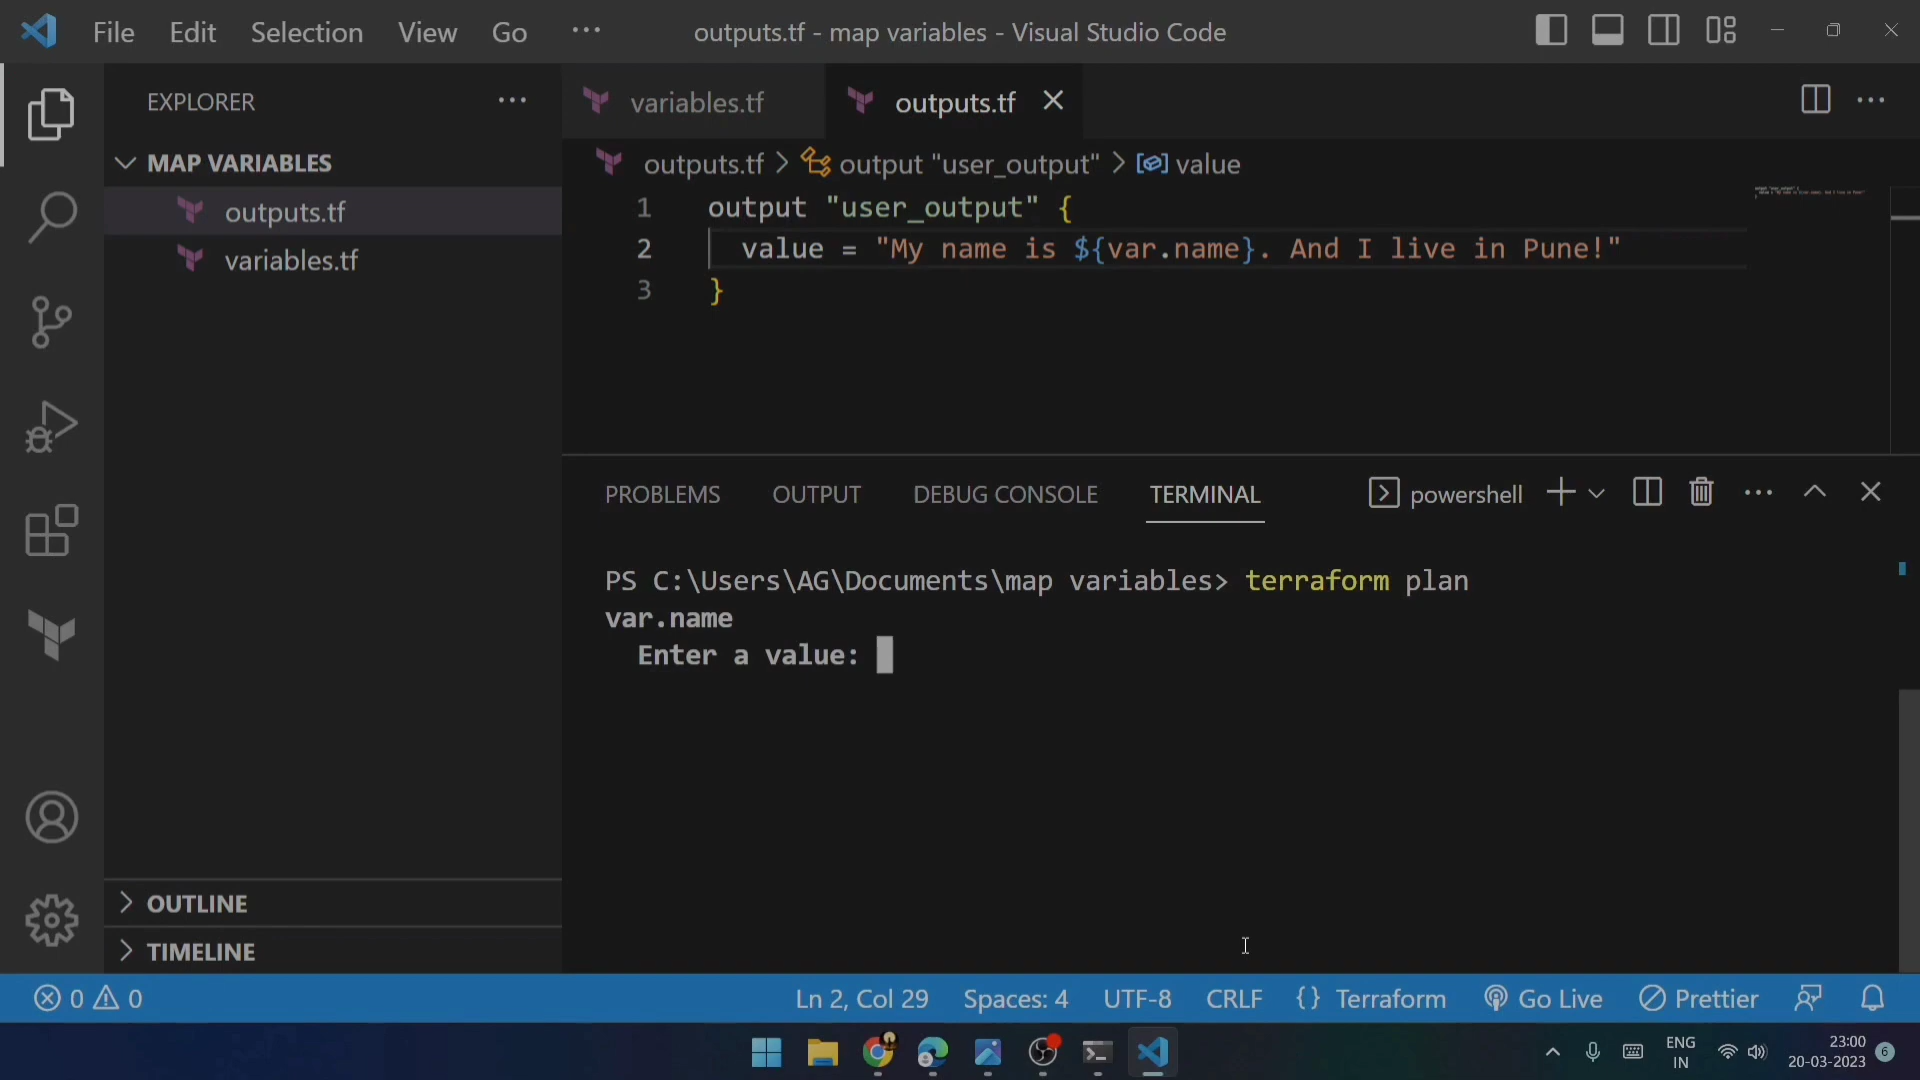 File Edit Selection View Go ··· outputs.tf - map variables - Visual Studio Code
EXPLORER ···
MAP VARIABLES
outputs.tf
variables.tf
OUTLINE
TIMELINE
variables.tf outputs.tf
outputs.tf > output "user_output" > value
1 output "user_output" {
2 value = "My name is ${var.name}. And I live in Pune!"
3 }
PROBLEMS OUTPUT DEBUG CONSOLE TERMINAL powershell
PS C:\Users\AG\Documents\map variables> terraform plan
var.name
Enter a value:
0 0 Ln 2, Col 29 Spaces: 4 UTF-8 CRLF {} Terraform Go Live Prettier
ENG
IN
23:00
20-03-2023
6